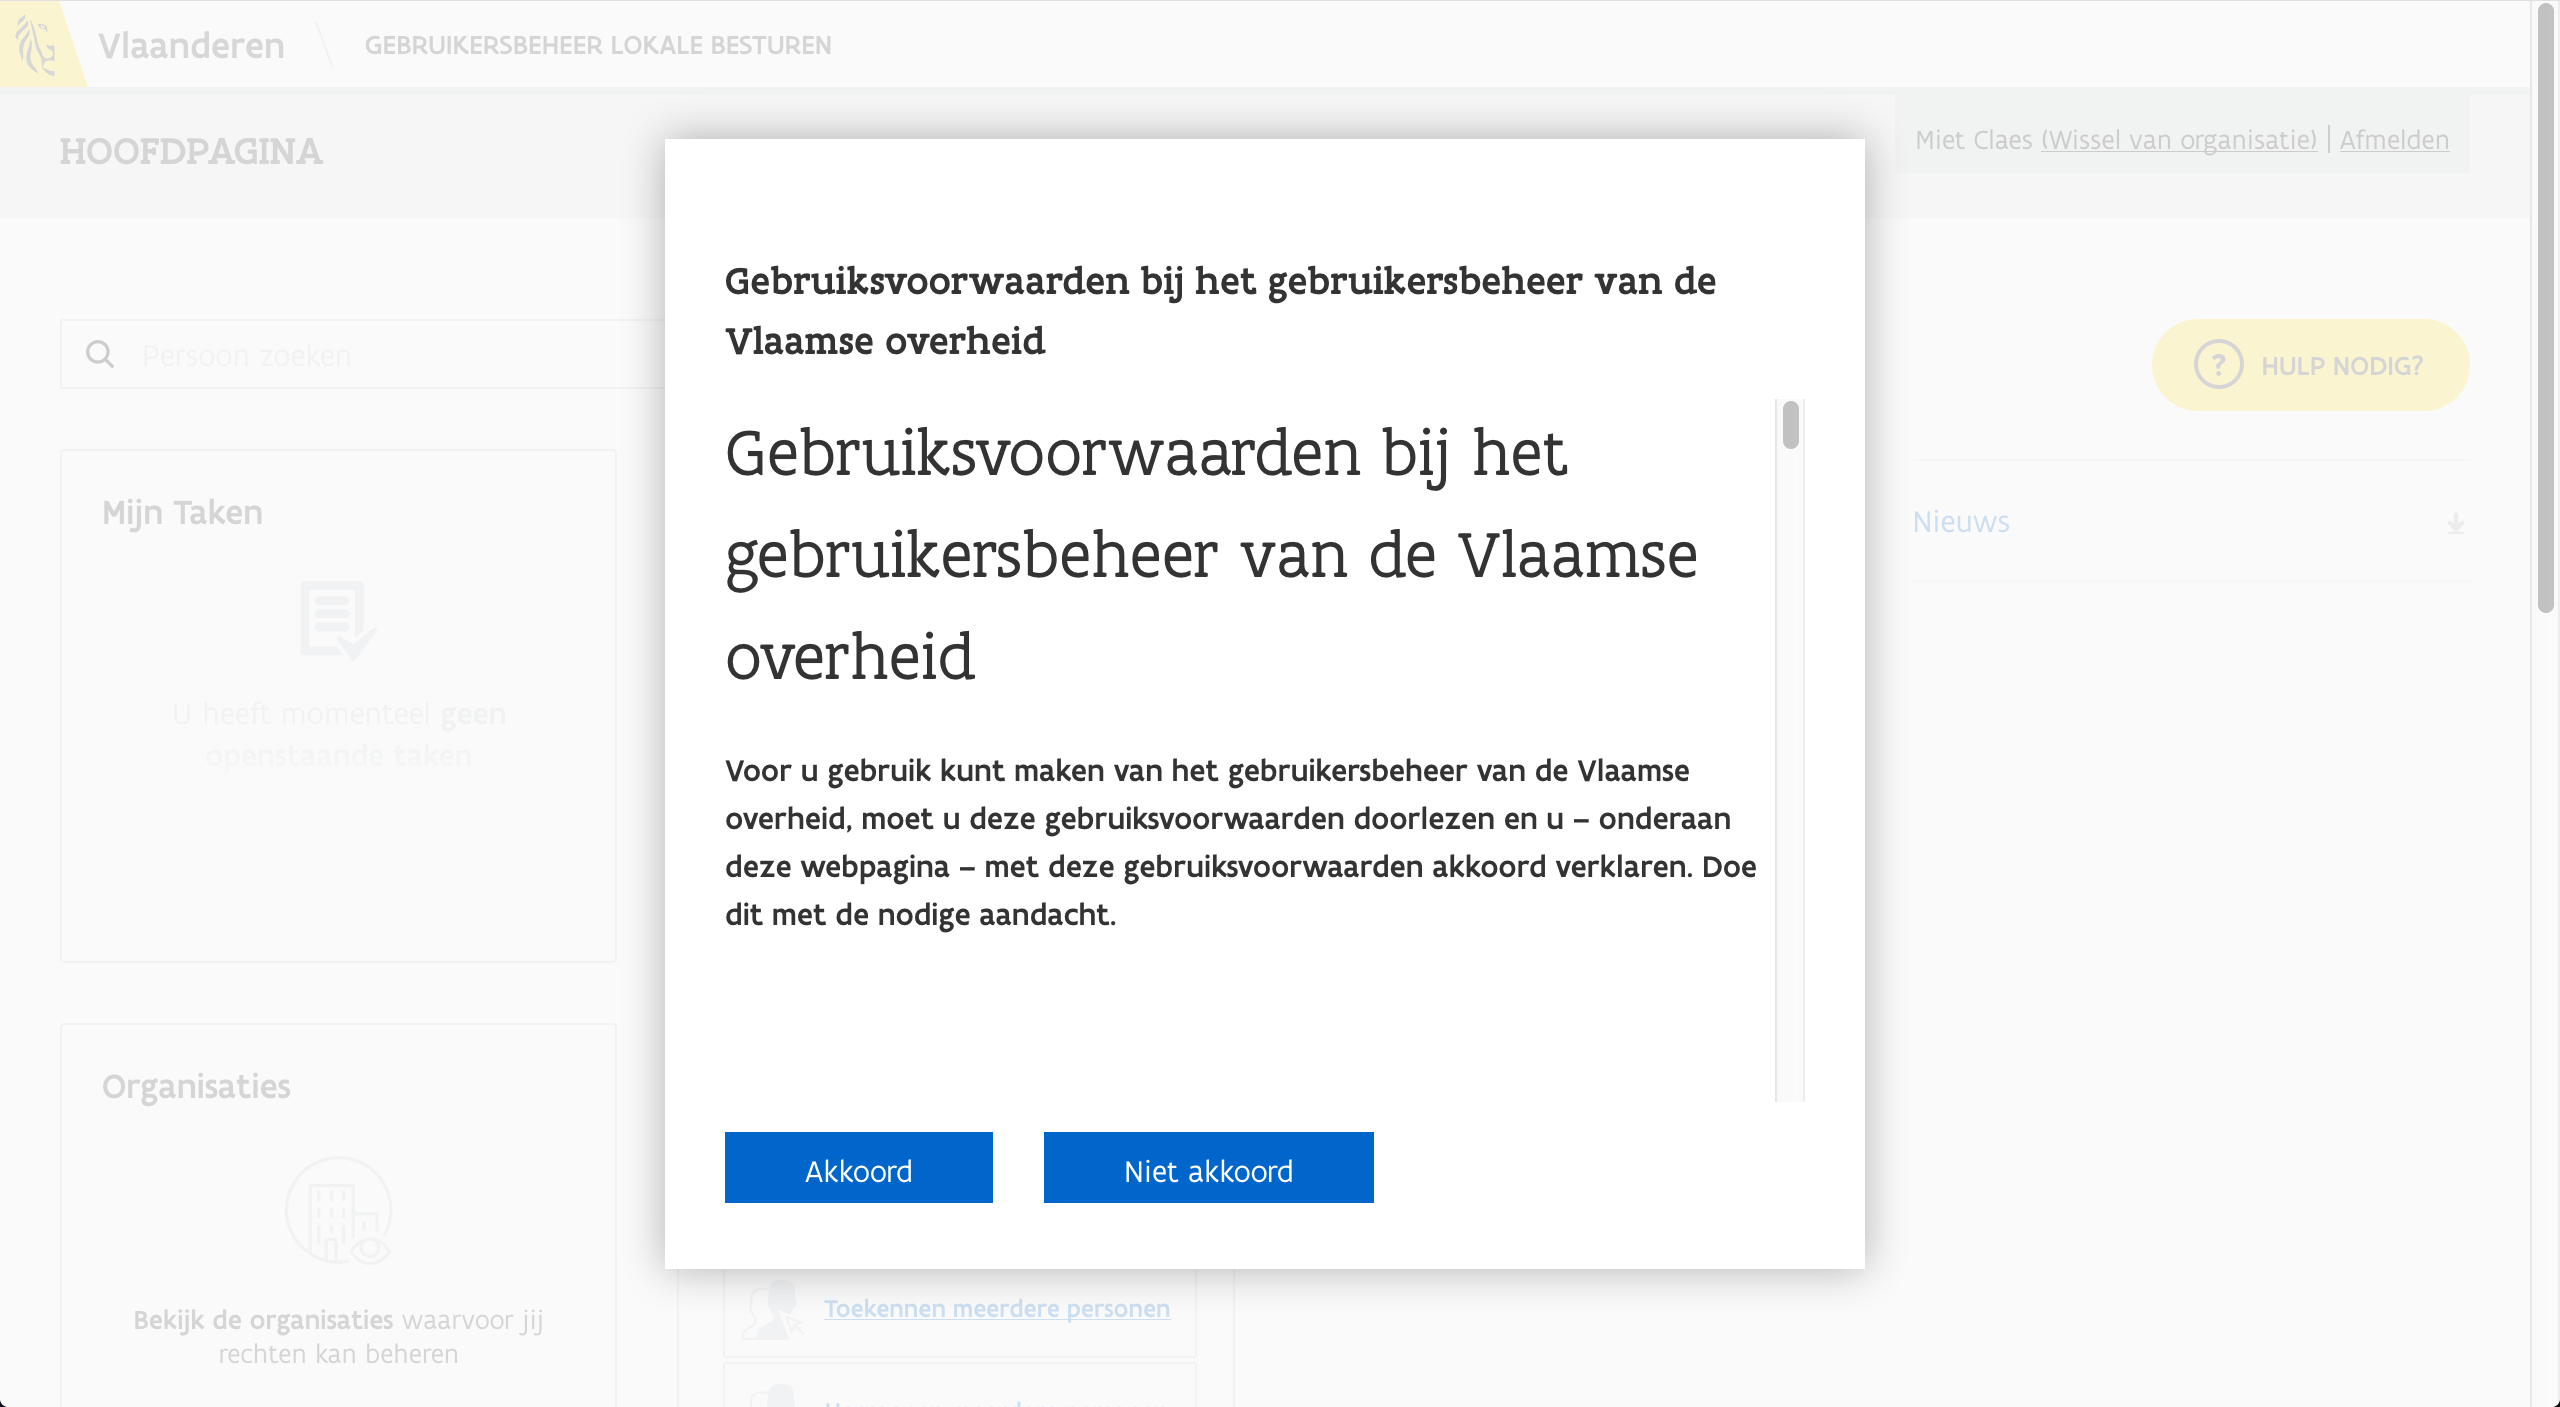 Vlaanderen
GEBRUIKERSBEHEER LOKALE BESTUREN
HOOFDPAGINA
Miet Claes (Wissel van organisatie) | Afmelden
Persoon zoeken
? HULP NODIG?
Mijn Taken
U heeft momenteel geen
openstaande taken
Nieuws
Gebruiksvoorwaarden bij het gebruikersbeheer van de
Vlaamse overheid
Gebruiksvoorwaarden bij het
gebruikersbeheer van de Vlaamse
overheid
Voor u gebruik kunt maken van het gebruikersbeheer van de Vlaamse
overheid, moet u deze gebruiksvoorwaarden doorlezen en u – onderaan
deze webpagina – met deze gebruiksvoorwaarden akkoord verklaren. Doe
dit met de nodige aandacht.
Akkoord
Niet akkoord
Organisaties
Bekijk de organisaties waarvoor jij
rechten kan beheren
Toekennen meerdere personen